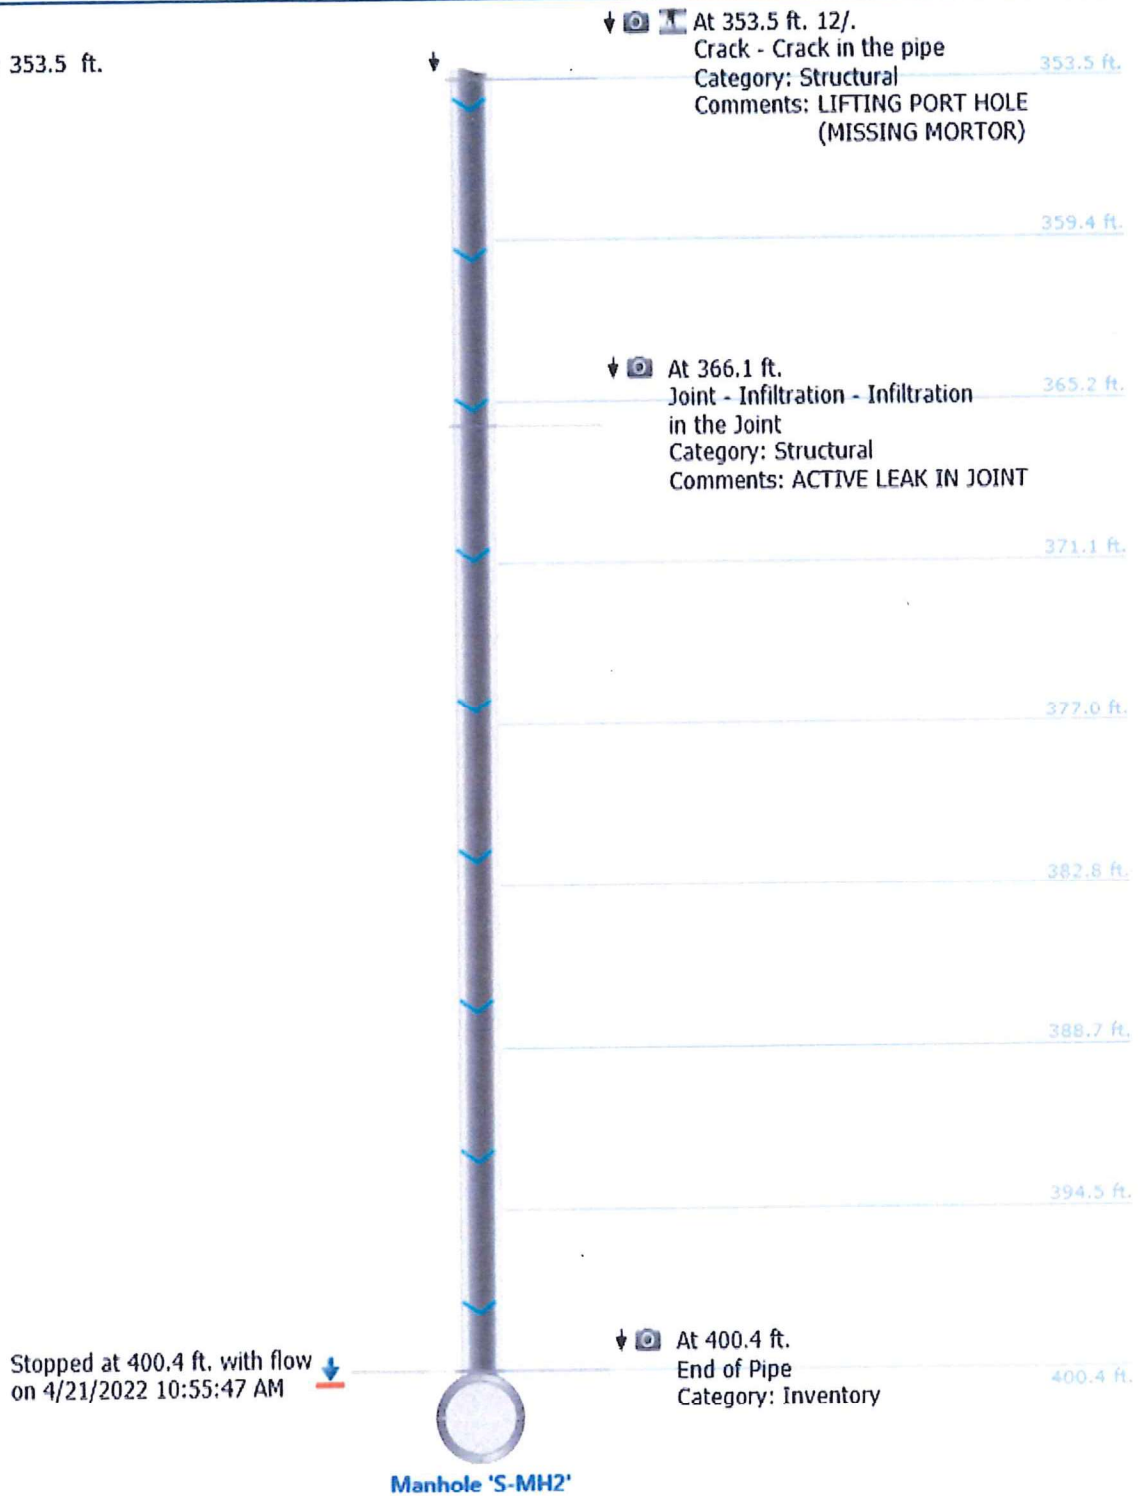 353.5 ft.
At 353.5 ft. 12/.
Crack - Crack in the pipe
Category: Structural
Comments: LIFTING PORT HOLE
(MISSING MORTOR)
353.5 ft.
359.4 ft.
At 366.1 ft.
Joint - Infiltration - Infiltration
in the Joint
Category: Structural
Comments: ACTIVE LEAK IN JOINT
365.2 ft.
371.1 ft.
377.0 ft.
382.8 ft.
388.7 ft.
394.5 ft.
Stopped at 400.4 ft. with flow
on 4/21/2022 10:55:47 AM
At 400.4 ft.
End of Pipe
Category: Inventory
400.4 ft.
Manhole 'S-MH2'